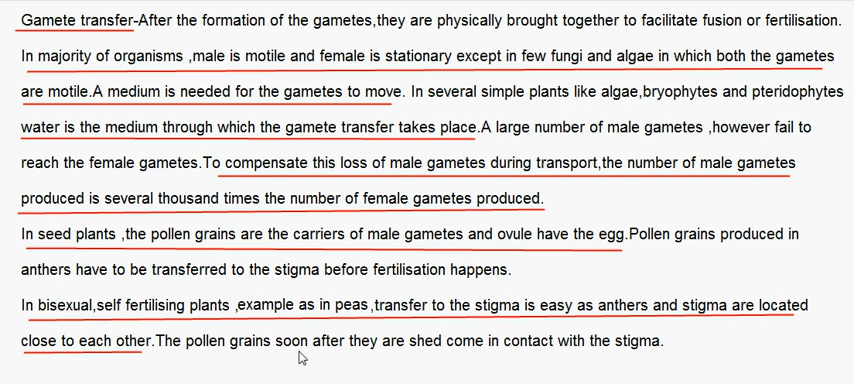 Gamete transfer-After the formation of the gametes,they are physically brought together to facilitate fusion or fertilisation.
In majority of organisms ,male is motile and female is stationary except in few fungi and algae in which both the gametes
are motile.A medium is needed for the gametes to move. In several simple plants like algae,bryophytes and pteridophytes
water is the medium through which the gamete transfer takes place.A large number of male gametes ,however fail to
reach the female gametes.To compensate this loss of male gametes during transport,the number of male gametes
produced is several thousand times the number of female gametes produced.
In seed plants ,the pollen grains are the carriers of male gametes and ovule have the egg.Pollen grains produced in
anthers have to be transferred to the stigma before fertilisation happens.
In bisexual,self fertilising plants ,example as in peas,transfer to the stigma is easy as anthers and stigma are located
close to each other.The pollen grains soon after they are shed come in contact with the stigma.